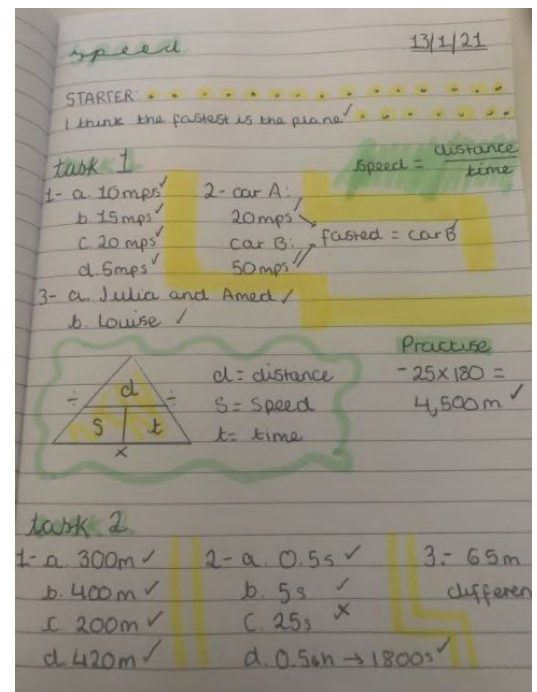 speed
13/1/21
STARTER:
I think the fastest is the plane ✓
task 1
speed = distance
time
1- a. 10mps ✓
b. 15mps ✓
c. 20mps ✓
d. 5mps ✓
2- car A:
20mps ✓
car B:
50mps ✓
fasted = car B
3- a. Julia and Amed ✓
b. Louise ✓
÷ d ÷
s t
x
d = distance
S = speed
t = time
Practise
- 25 x 180 =
4,500m ✓
task 2
1- a. 300m ✓
b. 400m ✓
c. 200m ✓
d. 420m ✓
2- a. 0.5s ✓
b. 5s ✓
c. 25s x
d. 0.5h → 1800s ✓
3.- 65m
differen